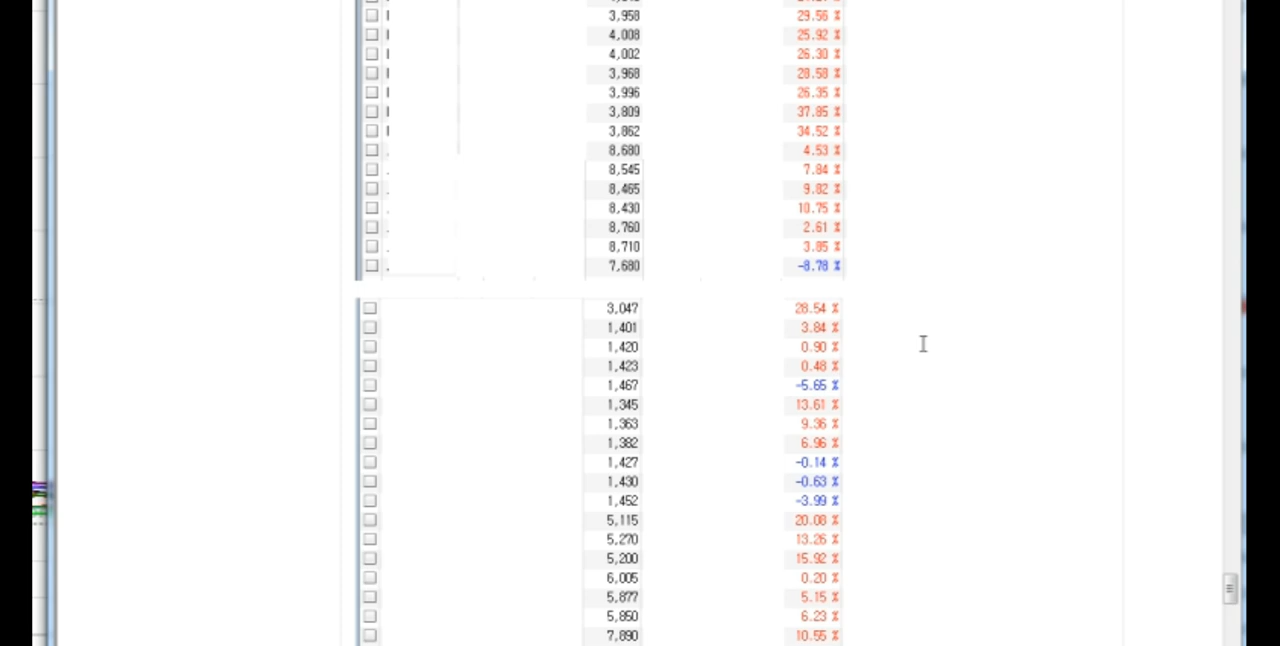 3,958 29.56 %
4,008 25.92 %
4,002 26.30 %
3,968 28.58 %
3,996 26.35 %
3,809 37.85 %
3,862 34.52 %
8,680 4.53 %
8,545 7.84 %
8,465 9.82 %
8,430 10.75 %
8,760 2.61 %
8,710 3.85 %
7,680 -8.78 %
3,047 28.54 %
1,401 3.84 %
1,420 0.90 %
1,423 0.48 %
1,467 -5.65 %
1,345 13.61 %
1,363 9.36 %
1,382 6.96 %
1,427 -0.14 %
1,430 -0.63 %
1,452 -3.99 %
5,115 20.08 %
5,270 13.26 %
5,200 15.92 %
6,005 0.20 %
5,877 5.15 %
5,850 6.23 %
7,890 10.55 %